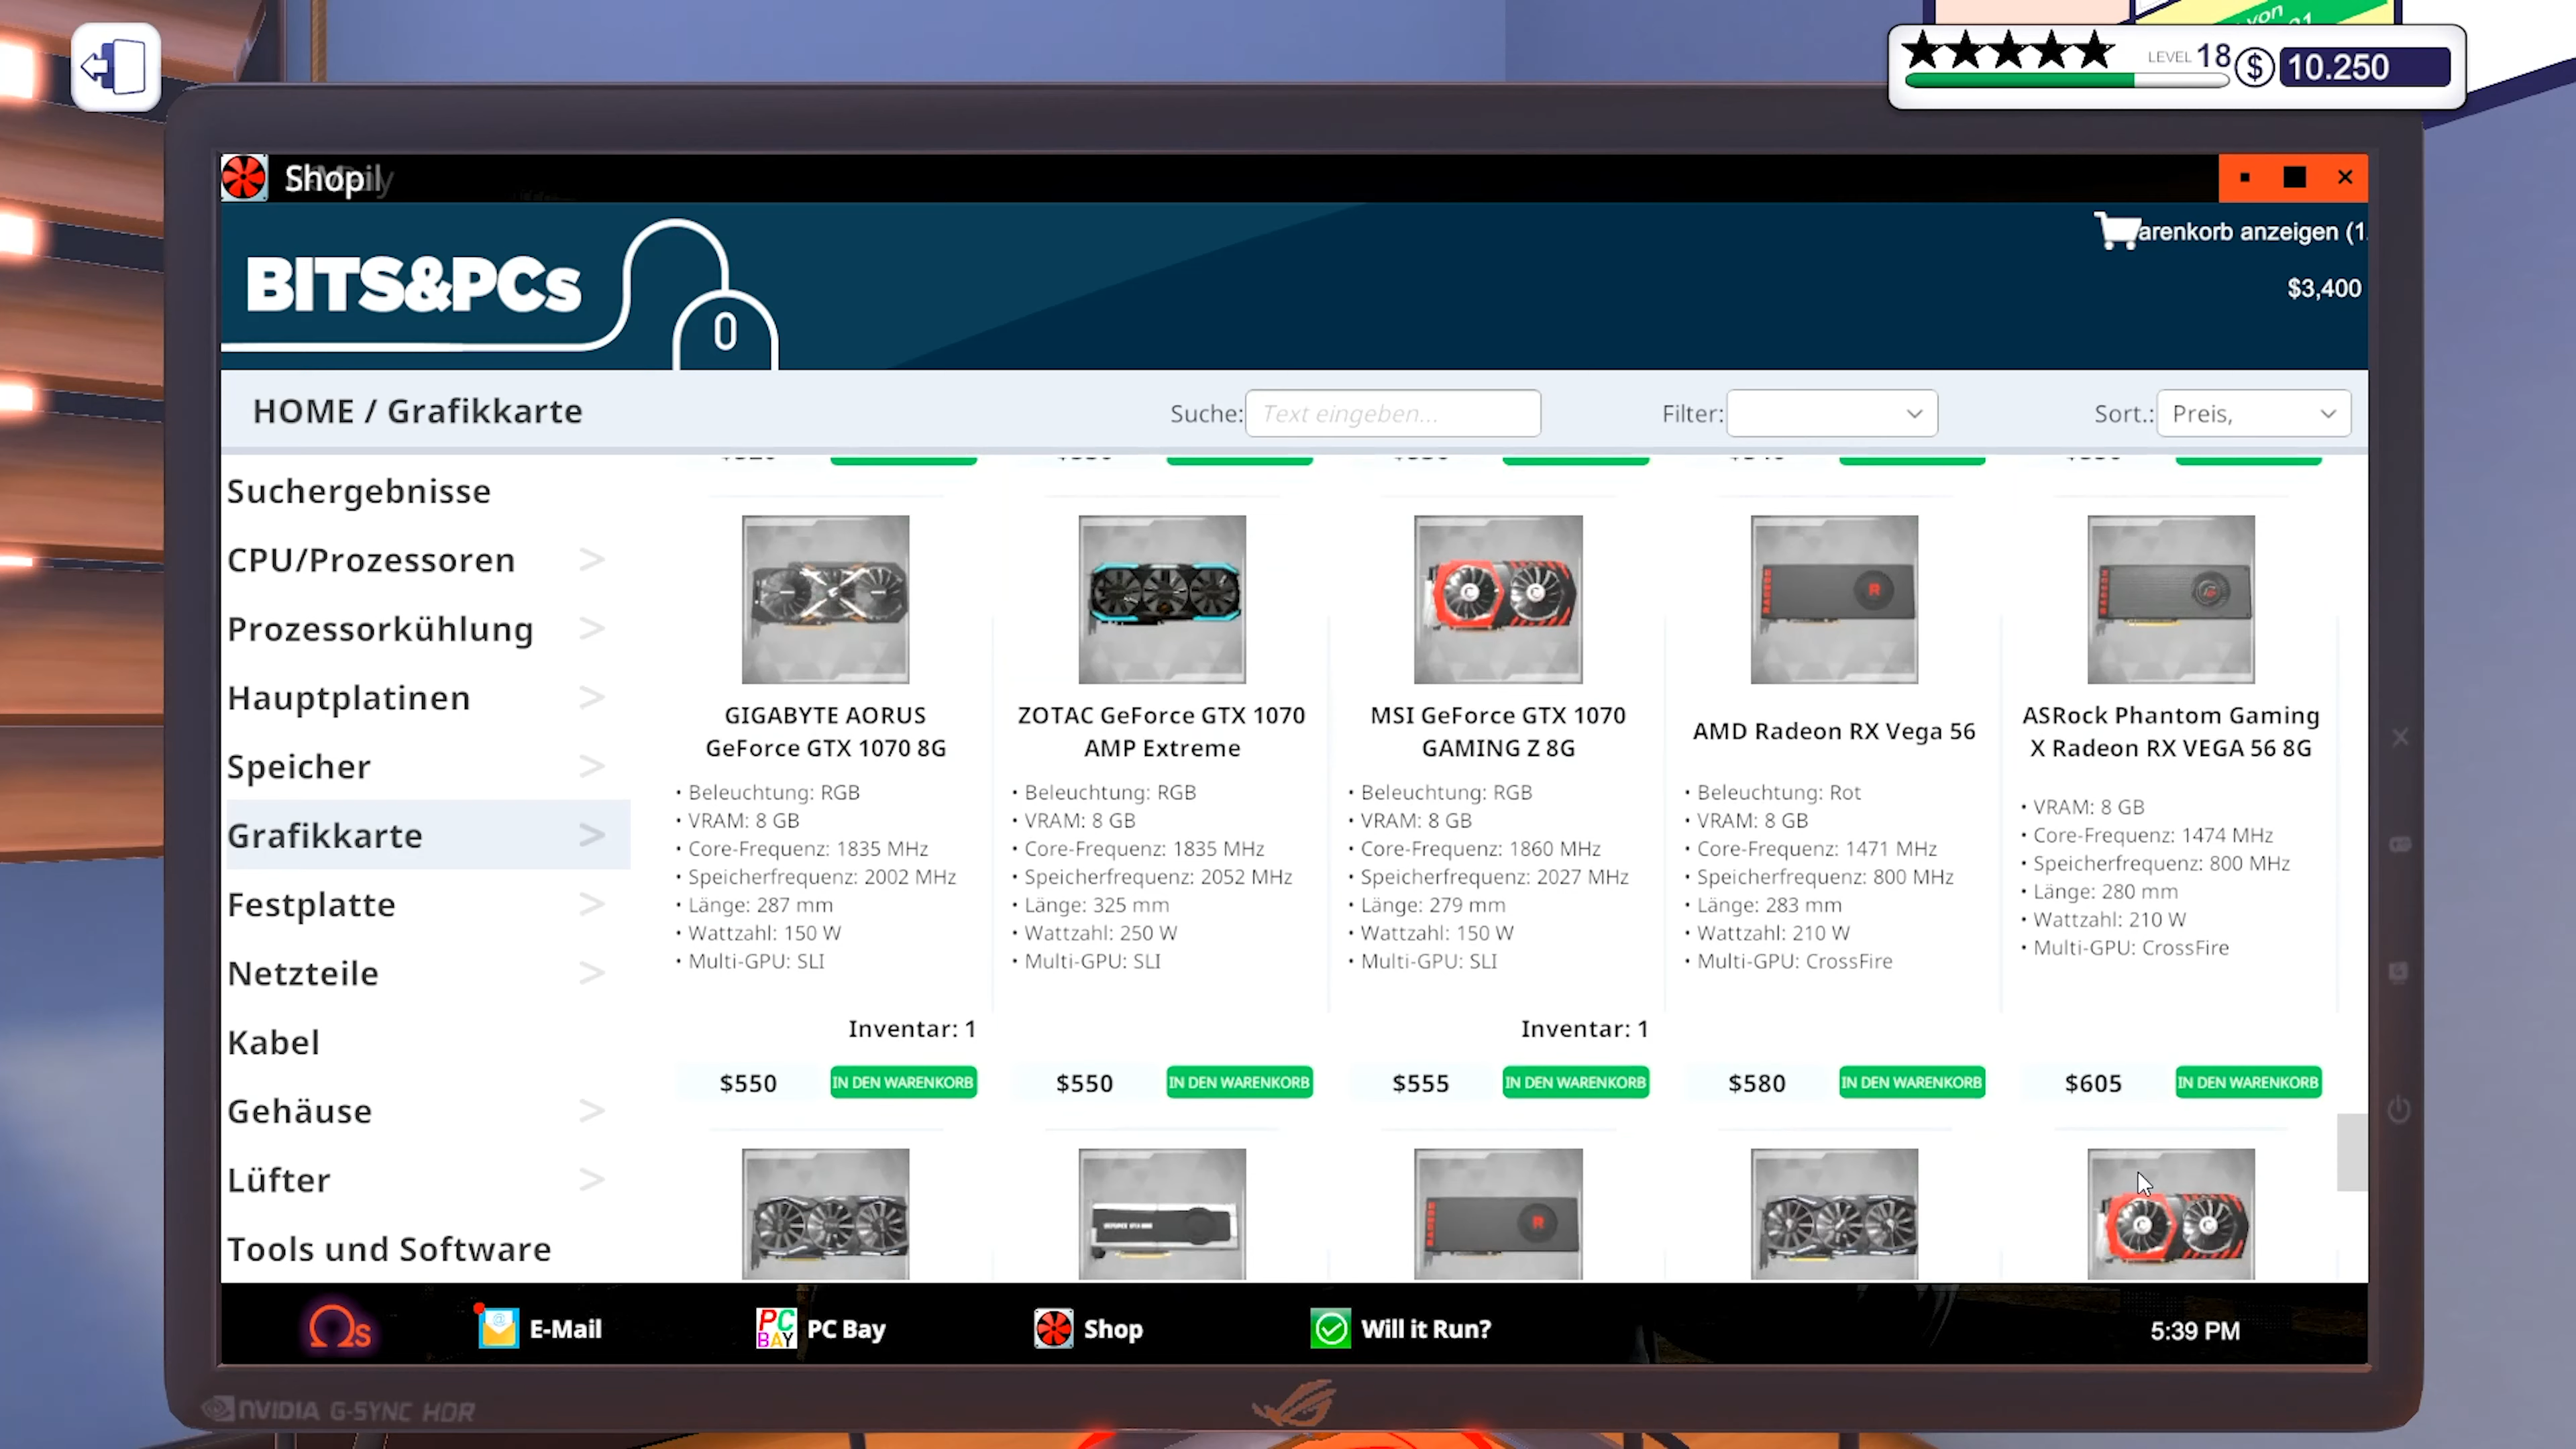 von
LEVEL 18 $ 10.250
Shop
arenkorb anzeigen (1.
BITS&PCs
$3,400
HOME / Grafikkarte
Suche: Text eingeben...
Filter:
Sort.: Preis,
Suchergebnisse
CPU/Prozessoren >
Prozessorkühlung >
Hauptplatinen >
Speicher >
Grafikkarte >
Festplatte >
Netzteile >
Kabel
Gehäuse >
Lüfter >
Tools und Software
GIGABYTE AORUS
GeForce GTX 1070 8G
• Beleuchtung: RGB
• VRAM: 8 GB
• Core-Frequenz: 1835 MHz
• Speicherfrequenz: 2002 MHz
• Länge: 287 mm
• Wattzahl: 150 W
• Multi-GPU: SLI
Inventar: 1
$550 IN DEN WARENKORB
ZOTAC GeForce GTX 1070
AMP Extreme
• Beleuchtung: RGB
• VRAM: 8 GB
• Core-Frequenz: 1835 MHz
• Speicherfrequenz: 2052 MHz
• Länge: 325 mm
• Wattzahl: 250 W
• Multi-GPU: SLI
$550 IN DEN WARENKORB
MSI GeForce GTX 1070
GAMING Z 8G
• Beleuchtung: RGB
• VRAM: 8 GB
• Core-Frequenz: 1860 MHz
• Speicherfrequenz: 2027 MHz
• Länge: 279 mm
• Wattzahl: 150 W
• Multi-GPU: SLI
Inventar: 1
$555 IN DEN WARENKORB
AMD Radeon RX Vega 56
• Beleuchtung: Rot
• VRAM: 8 GB
• Core-Frequenz: 1471 MHz
• Speicherfrequenz: 800 MHz
• Länge: 283 mm
• Wattzahl: 210 W
• Multi-GPU: CrossFire
$580 IN DEN WARENKORB
ASRock Phantom Gaming
X Radeon RX VEGA 56 8G
• VRAM: 8 GB
• Core-Frequenz: 1474 MHz
• Speicherfrequenz: 800 MHz
• Länge: 280 mm
• Wattzahl: 210 W
• Multi-GPU: CrossFire
$605 IN DEN WARENKORB
Ωs
E-Mail
PC BAY PC Bay
Shop
Will it Run?
5:39 PM
NVIDIA G-SYNC HDR